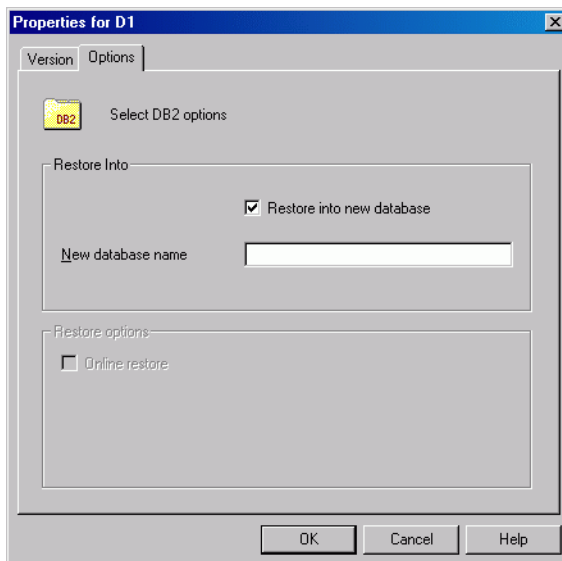 Properties for D1
Version Options
DB2 Select DB2 options
Restore Into
Restore into new database
New database name
Restore options
Online restore
OK Cancel Help